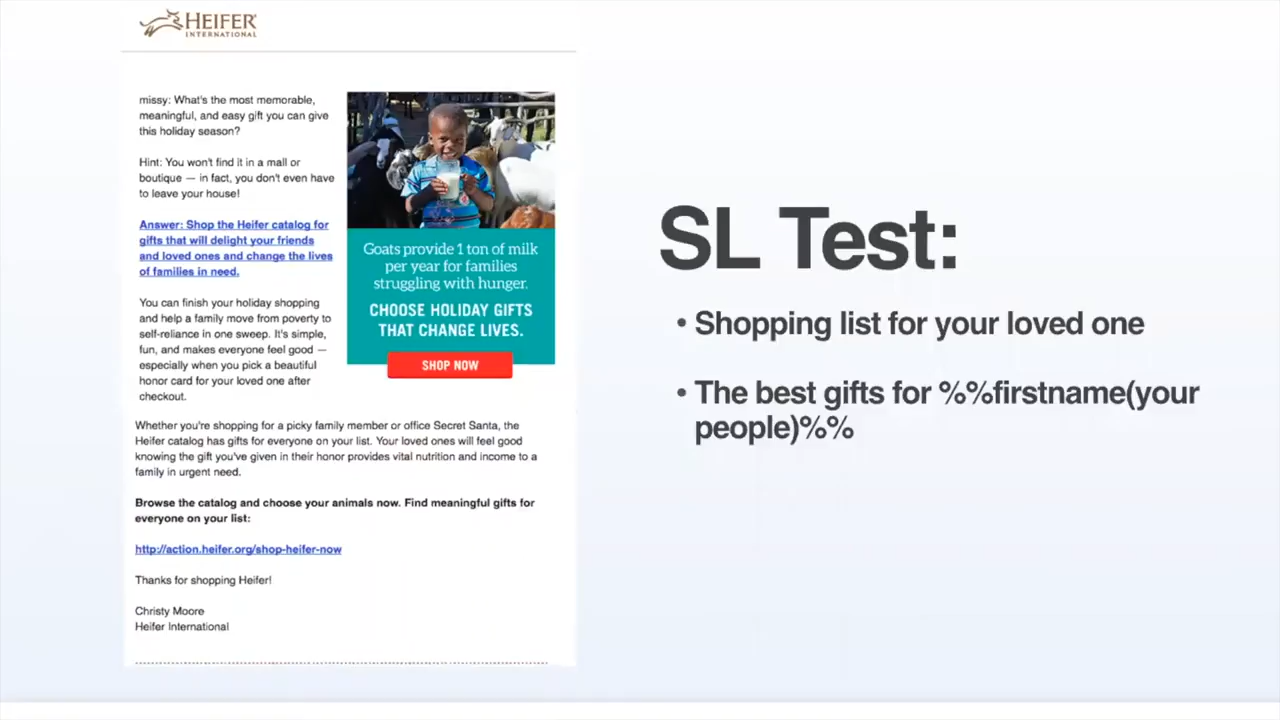 HEIFER
INTERNATIONAL
missy: What's the most memorable,
meaningful, and easy gift you can give
this holiday season?
Hint: You won't find it in a mall or
boutique — in fact, you don't even have
to leave your house!
Answer: Shop the Heifer catalog for
gifts that will delight your friends
and loved ones and change the lives
of families in need.
You can finish your holiday shopping
and help a family move from poverty to
self-reliance in one sweep. It's simple,
fun, and makes everyone feel good —
especially when you pick a beautiful
honor card for your loved one after
checkout.
Goats provide 1 ton of milk
per year for families
struggling with hunger.
CHOOSE HOLIDAY GIFTS
THAT CHANGE LIVES.
SHOP NOW
Whether you're shopping for a picky family member or office Secret Santa, the
Heifer catalog has gifts for everyone on your list. Your loved ones will feel good
knowing the gift you've given in their honor provides vital nutrition and income to a
family in urgent need.
Browse the catalog and choose your animals now. Find meaningful gifts for
everyone on your list:
http://action.heifer.org/shop-heifer-now
Thanks for shopping Heifer!
Christy Moore
Heifer International
SL Test:
• Shopping list for your loved one
• The best gifts for %%firstname(your
people)%%